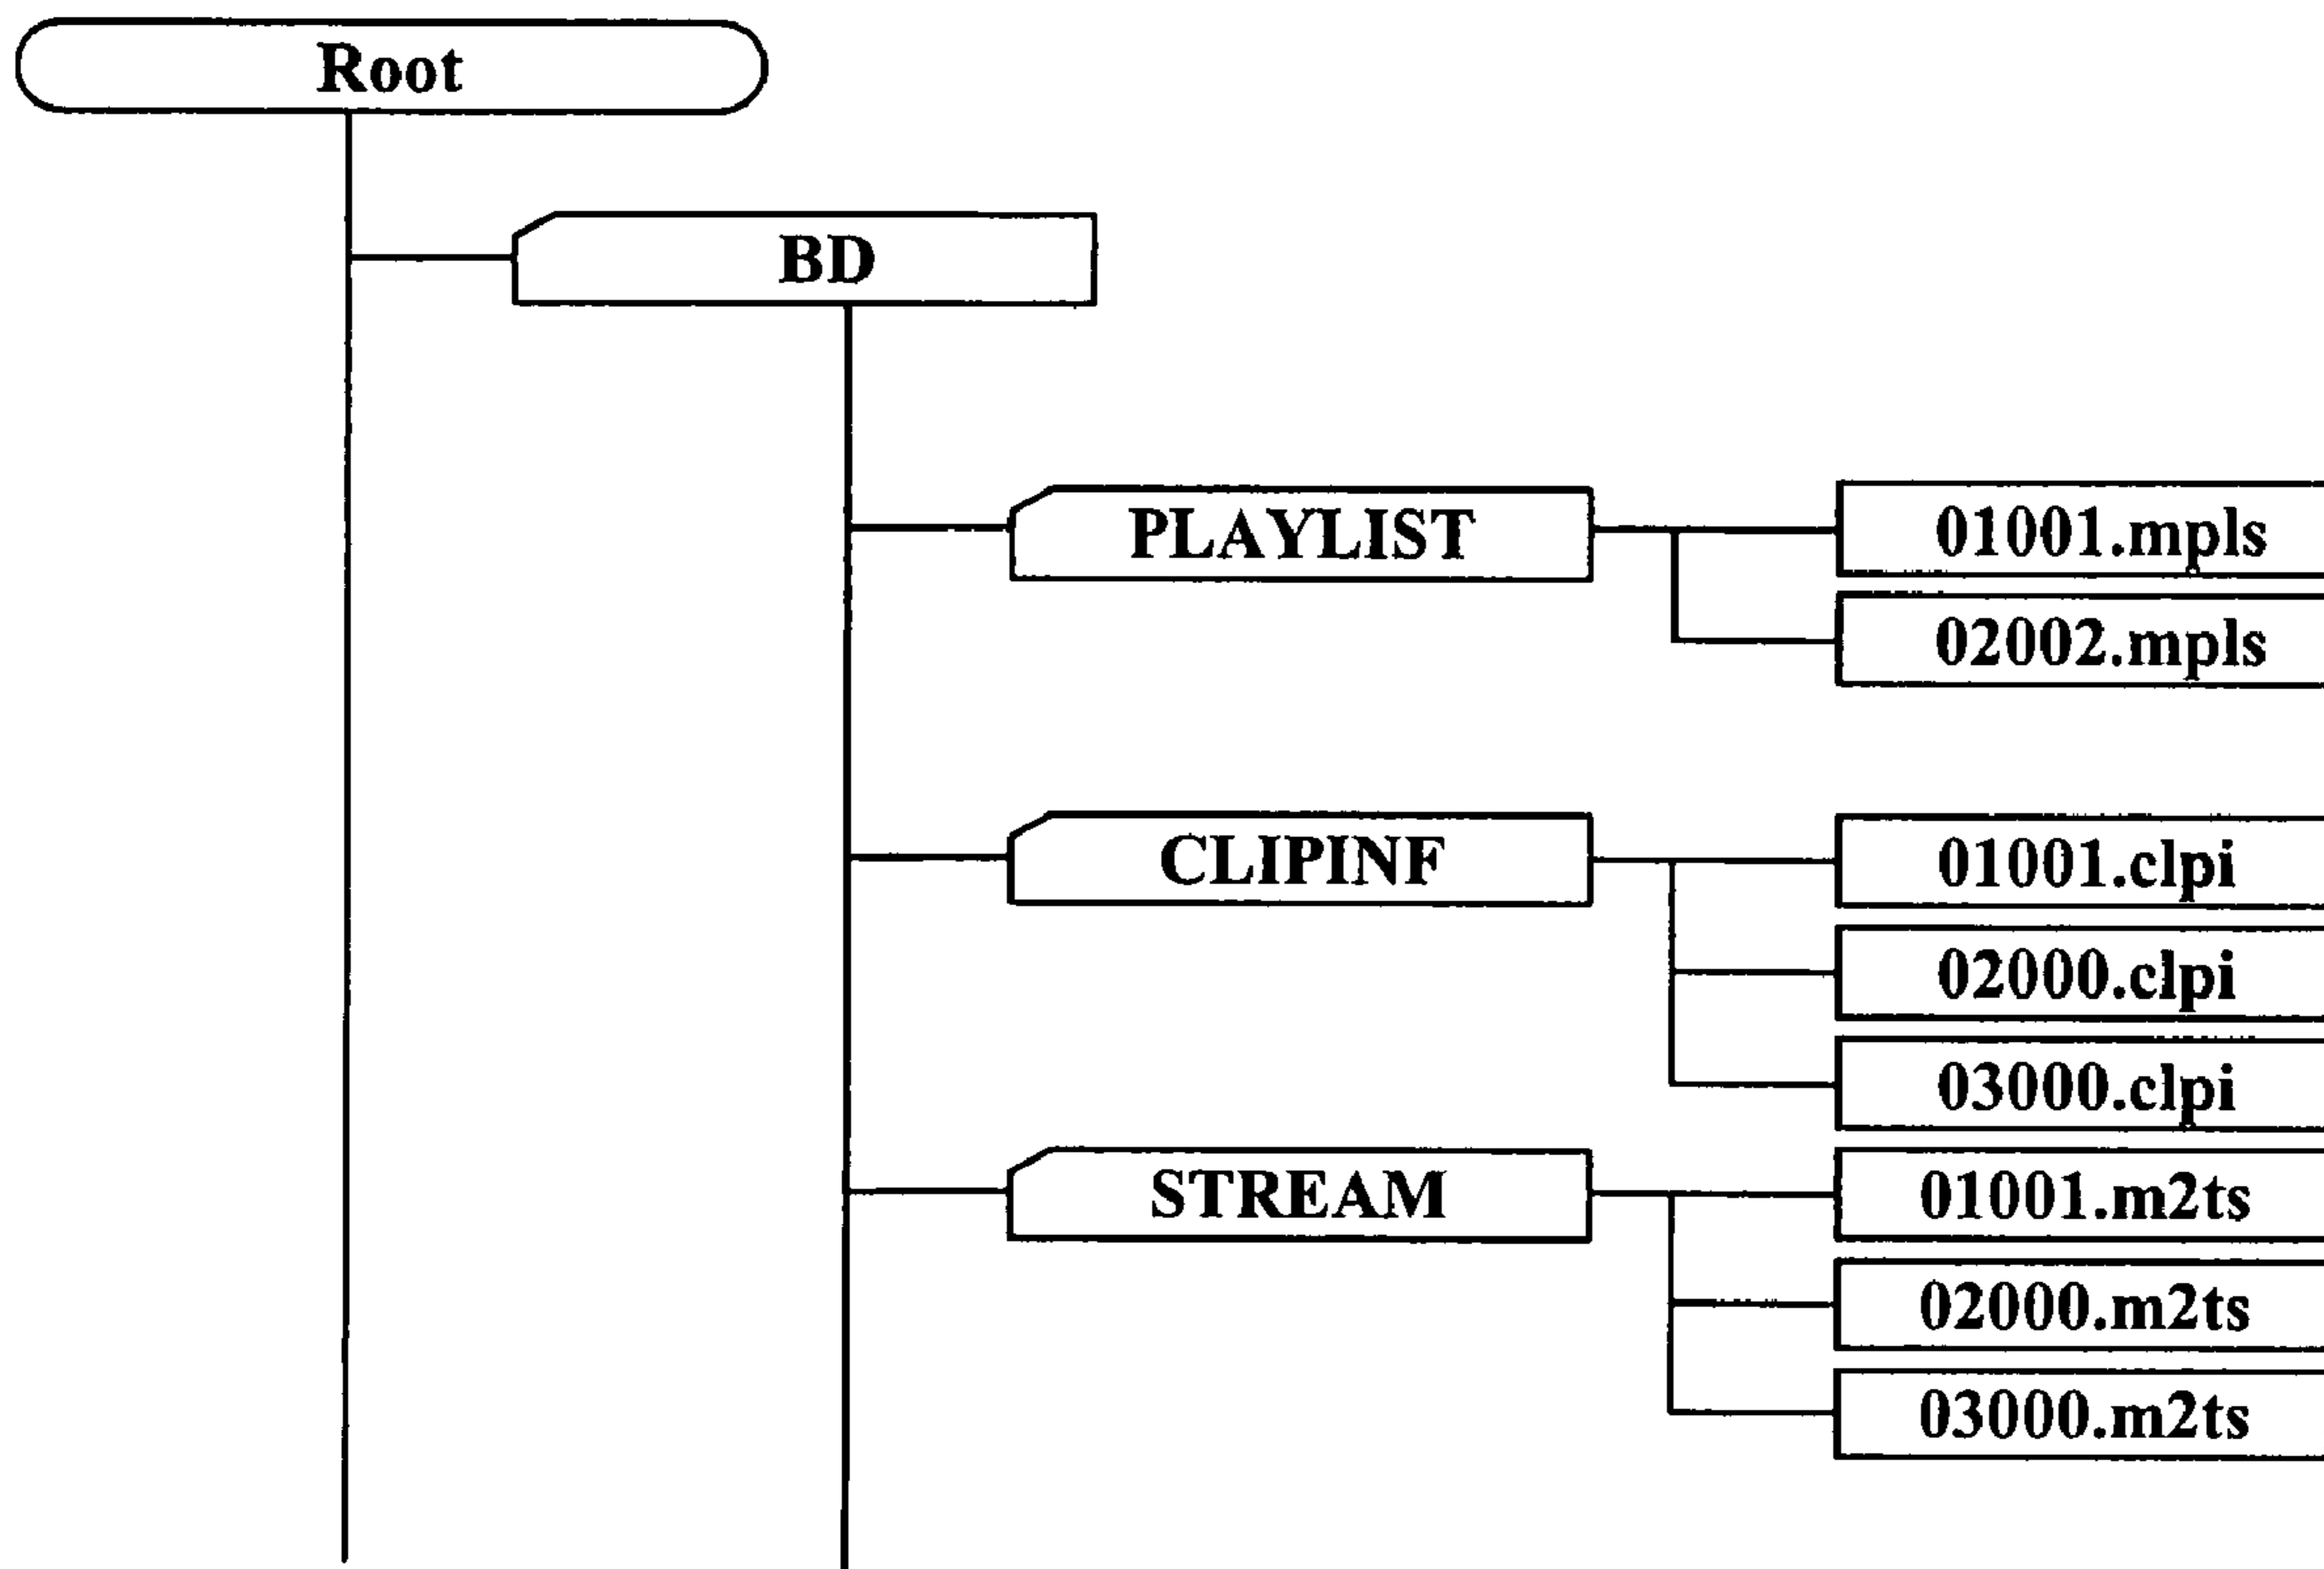 Root
BD
PLAYLIST
01001.mpls
02002.mpls
CLIPINF
01001.clpi
02000.clpi
03000.clpi
STREAM
01001.m2ts
02000.m2ts
03000.m2ts